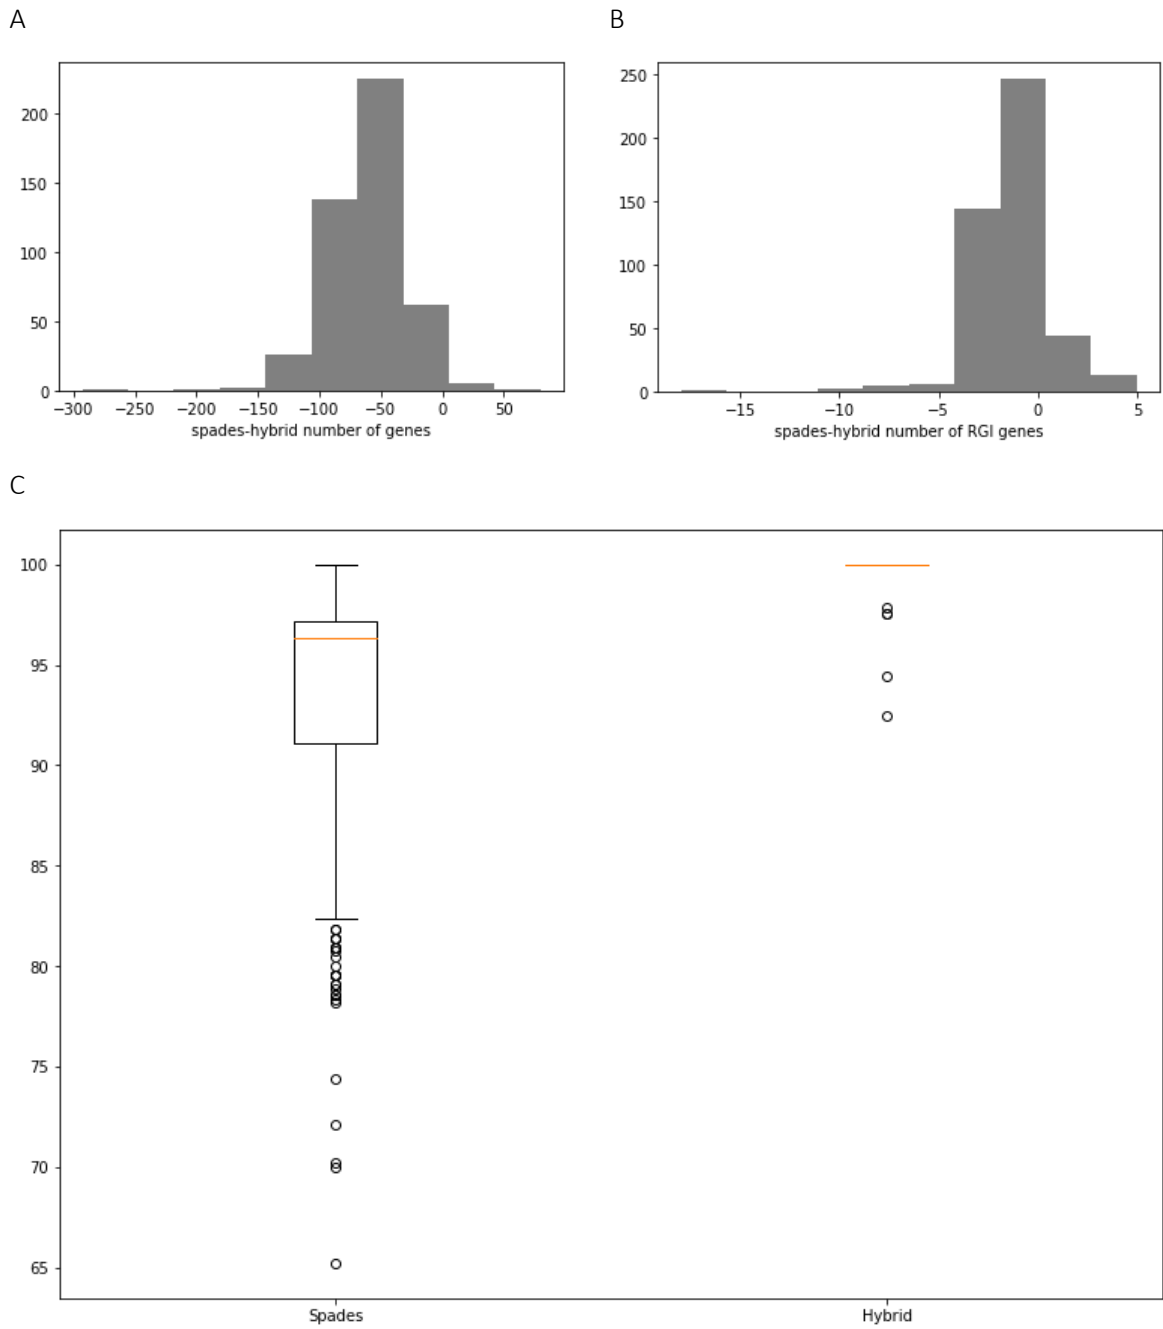 A
B
200
150
100
50
0
−300 −250 −200 −150 −100 −50 0 50
spades-hybrid number of genes
250
200
150
100
50
0
−15 −10 −5 0 5
spades-hybrid number of RGI genes
C
100
95
90
85
80
75
70
65
Spades Hybrid